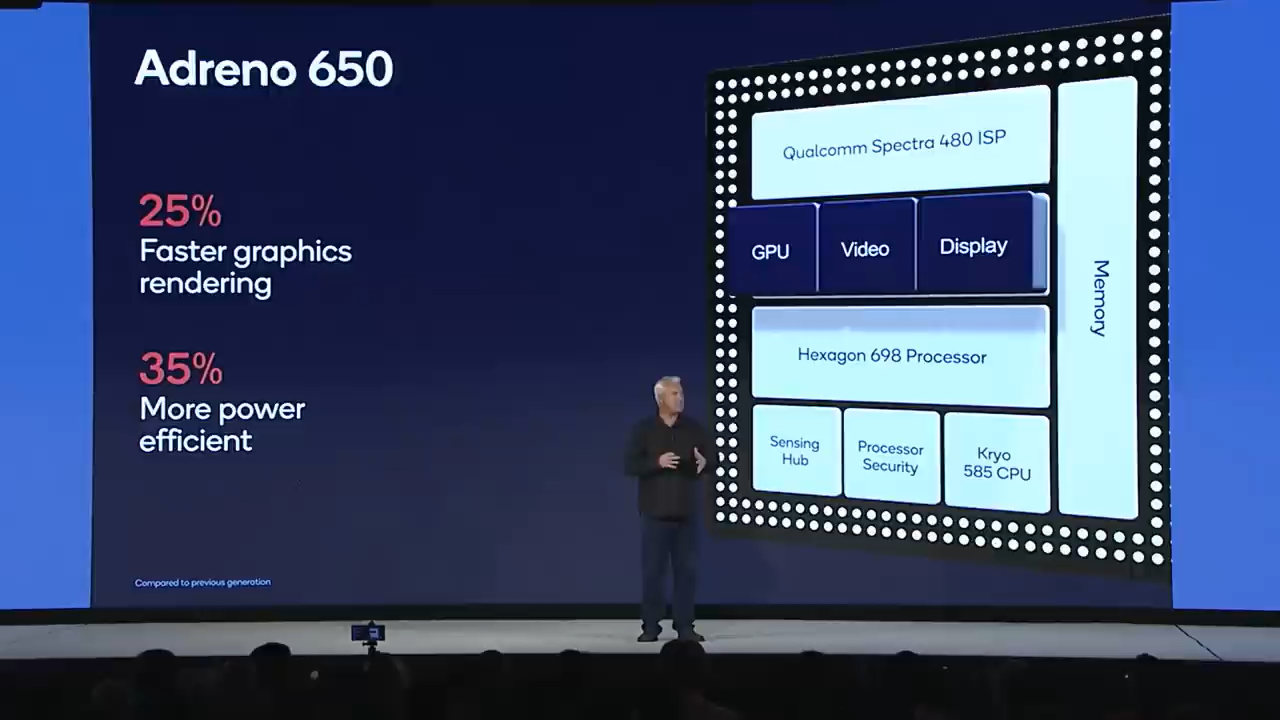 Adreno 650
25%
Faster graphics
rendering
35%
More power
efficient
Compared to previous generation
Qualcomm Spectra 480 ISP
GPU
Video
Display
Memory
Hexagon 698 Processor
Sensing
Hub
Processor
Security
Kryo
585 CPU